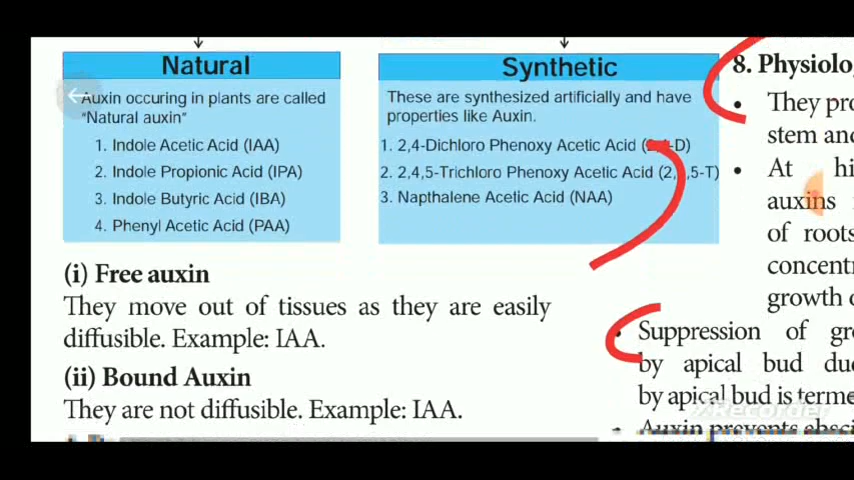 Natural
Auxin occuring in plants are called
"Natural auxin"
1. Indole Acetic Acid (IAA)
2. Indole Propionic Acid (IPA)
3. Indole Butyric Acid (IBA)
4. Phenyl Acetic Acid (PAA)
Synthetic
These are synthesized artificially and have
properties like Auxin.
1. 2,4-Dichloro Phenoxy Acetic Acid
2. 2,4,5-Trichloro Phenoxy Acetic Acid
3. Napthalene Acetic Acid (NAA)
(i) Free auxin
They move out of tissues as they are easily
diffusible. Example: IAA.
(ii) Bound Auxin
They are not diffusible. Example: IAA.
8. Physiolo
• They pro
stem and
• At hi
auxins
of roots
concentr
growth
• Suppression of gr
by apical bud du
by apical bud is terme
• Auxin prevents
Recorder